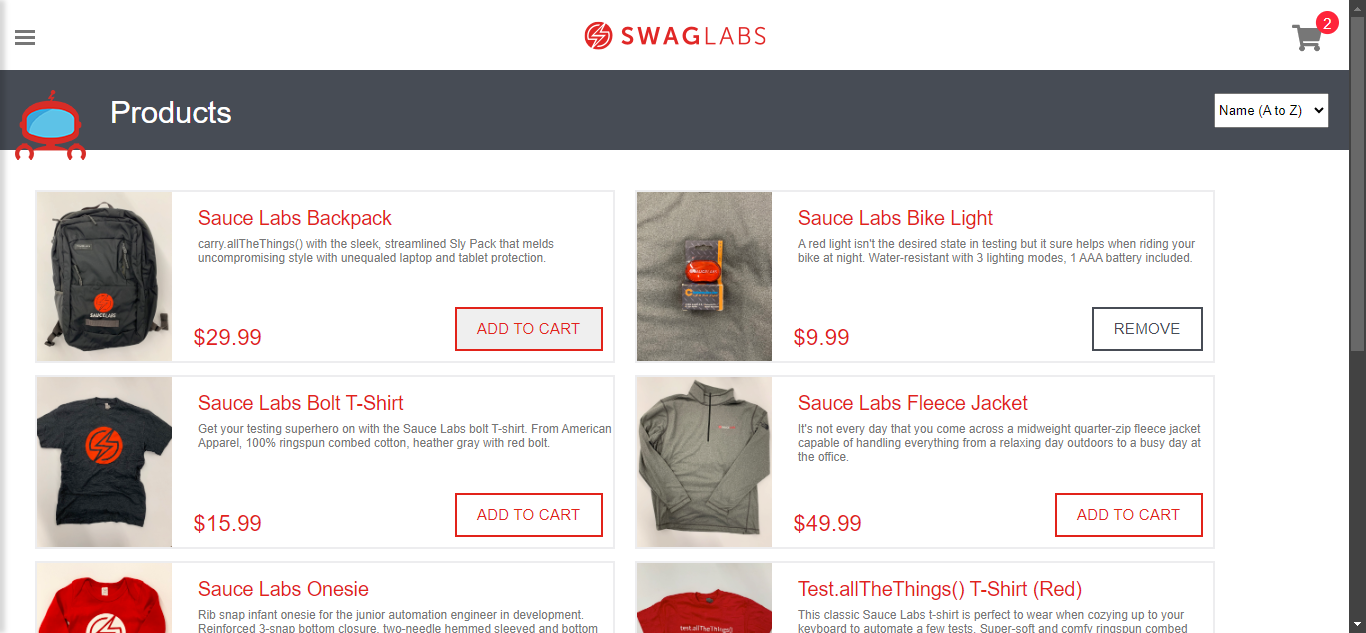 SWAGLABS
2
Products
Name (A to Z)
Sauce Labs Backpack
carry.allTheThings() with the sleek, streamlined Sly Pack that melds
uncompromising style with unequaled laptop and tablet protection.
$29.99
ADD TO CART
SAUCELABS
Sauce Labs Bike Light
A red light isn't the desired state in testing but it sure helps when riding your
bike at night. Water-resistant with 3 lighting modes, 1 AAA battery included.
$9.99
REMOVE
Sauce Labs Bolt T-Shirt
Get your testing superhero on with the Sauce Labs bolt T-shirt. From American
Apparel, 100% ringspun combed cotton, heather gray with red bolt.
$15.99
ADD TO CART
Sauce Labs Fleece Jacket
It's not every day that you come across a midweight quarter-zip fleece jacket
capable of handling everything from a relaxing day outdoors to a busy day at
the office.
$49.99
ADD TO CART
Sauce Labs Onesie
Rib snap infant onesie for the junior automation engineer in development.
Reinforced 3-snap bottom closure, two-needle hemmed sleeved and bottom
Test.allTheThings() T-Shirt (Red)
This classic Sauce Labs t-shirt is perfect to wear when cozying up to your
keyboard to automate a few tests. Super-soft and comfy ringspun combed
test.allTheThings()